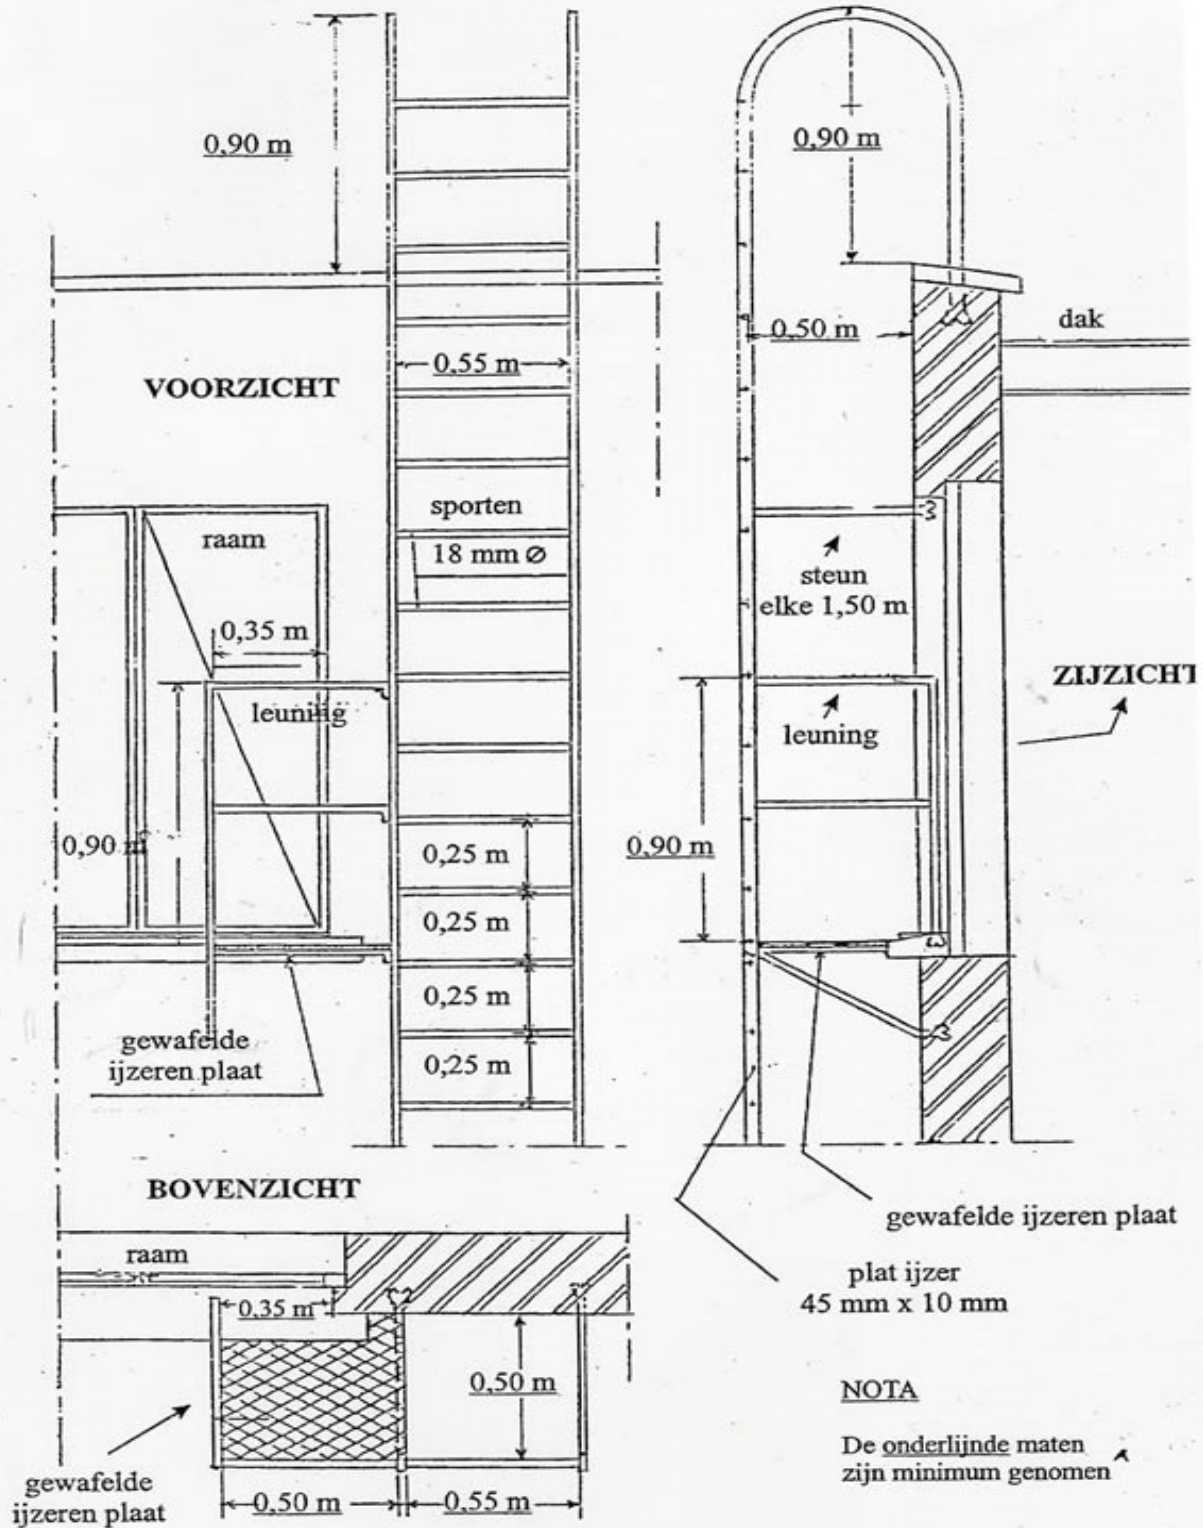 0,90 m
0,90 m
0,50 m
dak
VOORZICHT
0,55 m
sporten
18 mm Ø
raam
0,35 m
leuning
steun
elke 1,50 m
ZIJZICHT
leuning
0,90 m
0,25 m
0,25 m
0,25 m
0,25 m
0,90 m
gewafelde
ijzeren plaat
BOVENZICHT
raam
0,35 m
0,50 m
gewafelde
ijzeren plaat
0,50 m
0,55 m
gewafelde ijzeren plaat
plat ijzer
45 mm x 10 mm
NOTA
De onderlijnde maten
zijn minimum genomen